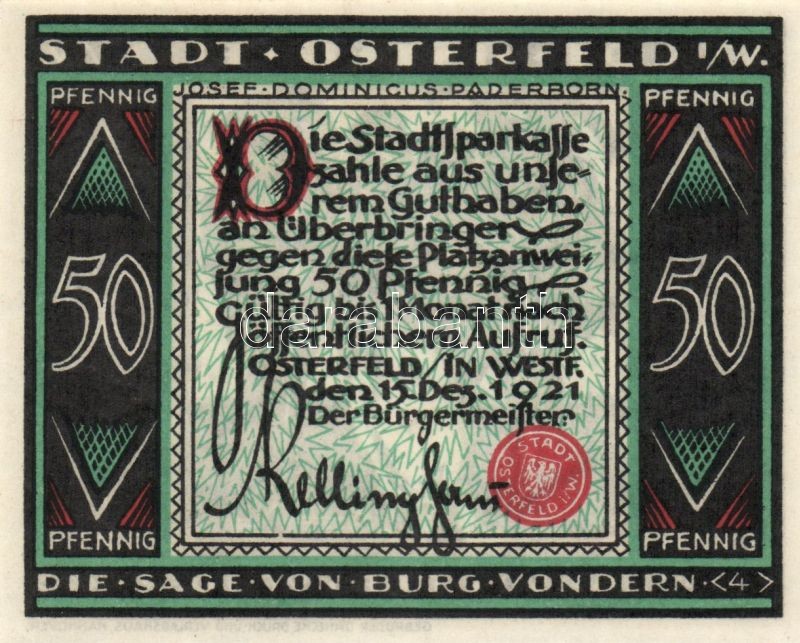 STADT · OSTERFELD I/W.
PFENNIG
JOSEF · DOMINICUS · PADERBORN.
PFENNIG
Die Stadtsparkasse
zahle aus unse-
rem Guthaben,
an Überbringer
gegen diese Platzanwei-
sung 50 Pfennig
Gültig bis 1 Monat nach
öffentlichem Aufruf.
OSTERFELD/IN WESTF.
den 15. Dez. 1921
Der Bürgermeister
50
50
darabanth
STADT OSTERFELD I/W.
PFENNIG
PFENNIG
DIE · SAGE · VON · BURG · VONDERN · <4>